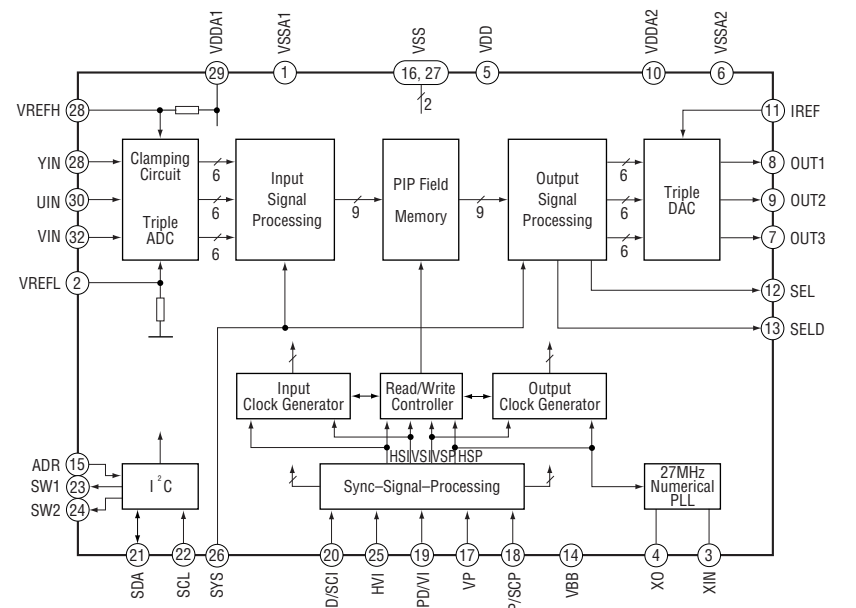 VDDA1
VSSA1
VSS
VDD
VDDA2
VSSA2
29
1
16, 27
5
10
6
2
VREFH 28
11 IREF
YIN 28
UIN 30
VIN 32
VREFL 2
Clamping
Circuit
Triple
ADC
6
6
6
Input
Signal
Processing
9
PIP Field
Memory
9
Output
Signal
Processing
6
6
6
Triple
DAC
8 OUT1
9 OUT2
7 OUT3
12 SEL
13 SELD
Input
Clock Generator
Read/Write
Controller
Output
Clock Generator
HSI VSI VSP HSP
ADR 15
SW1 23
SW2 24
I²C
Sync–Signal–Processing
27MHz
Numerical
PLL
21
22
26
20
25
19
17
18
14
4
3
SDA
SCL
SYS
D/SCI
HVI
PD/VI
VP
P/SCP
VBB
XO
XIN